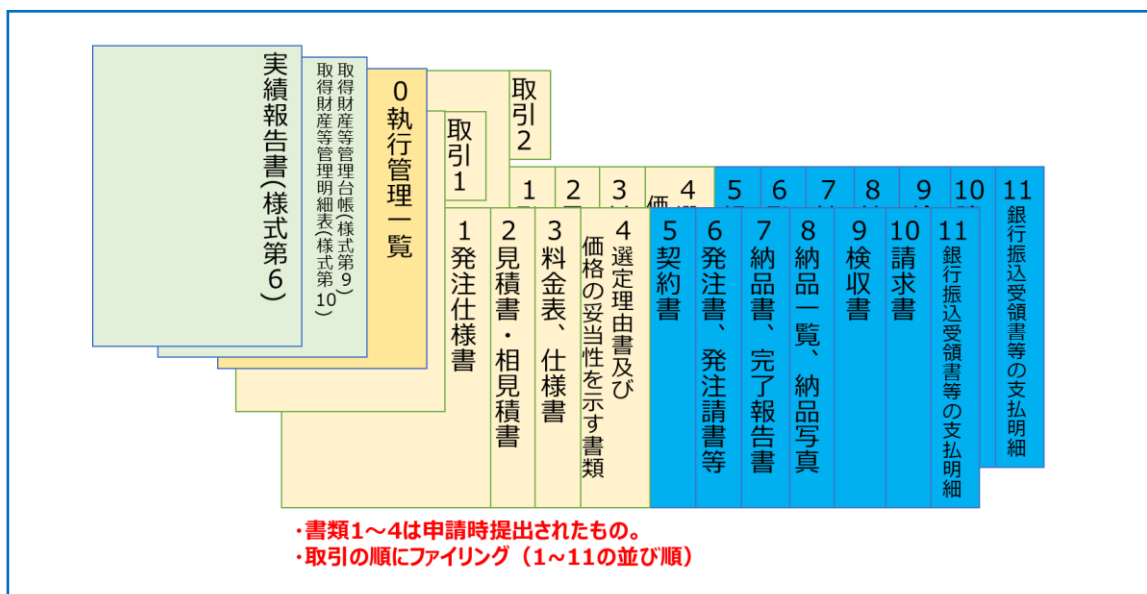 実績報告書(様式第6)
取得財産等管理台帳(様式第9)
取得財産等管理明細表(様式第10)
0執行管理一覧
取引1
取引2
1発注仕様書
2見積書・相見積書
3料金表、仕様書
4選定理由書及び
価格の妥当性を示す書類
5契約書
6発注書、発注請書等
7納品書、完了報告書
8納品一覧、納品写真
9検収書
10請求書
11銀行振込受領書等の支払明細
1
2
3
4
価
5
6
7
8
9
10
11銀行振込受領書等の支払明細
・書類1～4は申請時提出されたもの。
・取引の順にファイリング（1~11の並び順）